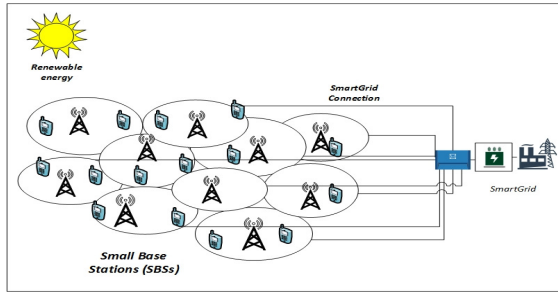 Renewable
energy
SmartGrid
Connection
SmartGrid
Small Base
Stations (SBSs)